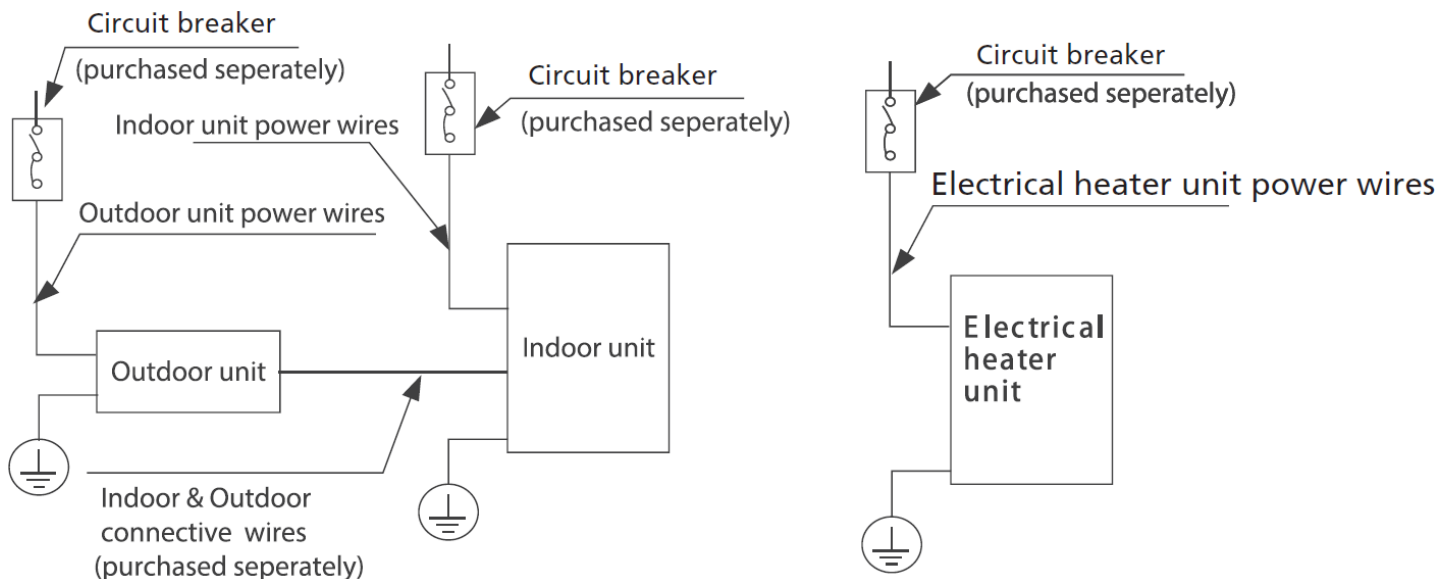 Circuit breaker
(purchased seperately)
Indoor unit power wires
Outdoor unit power wires
Outdoor unit
Indoor & Outdoor
connective wires
(purchased seperately)
Circuit breaker
(purchased seperately)
Indoor unit
Circuit breaker
(purchased seperately)
Electrical heater unit power wires
Electrical
heater
unit